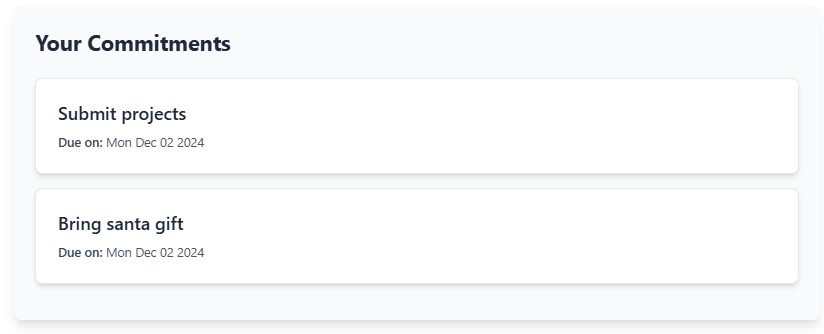 Your Commitments
Submit projects
Due on: Mon Dec 02 2024
Bring santa gift
Due on: Mon Dec 02 2024